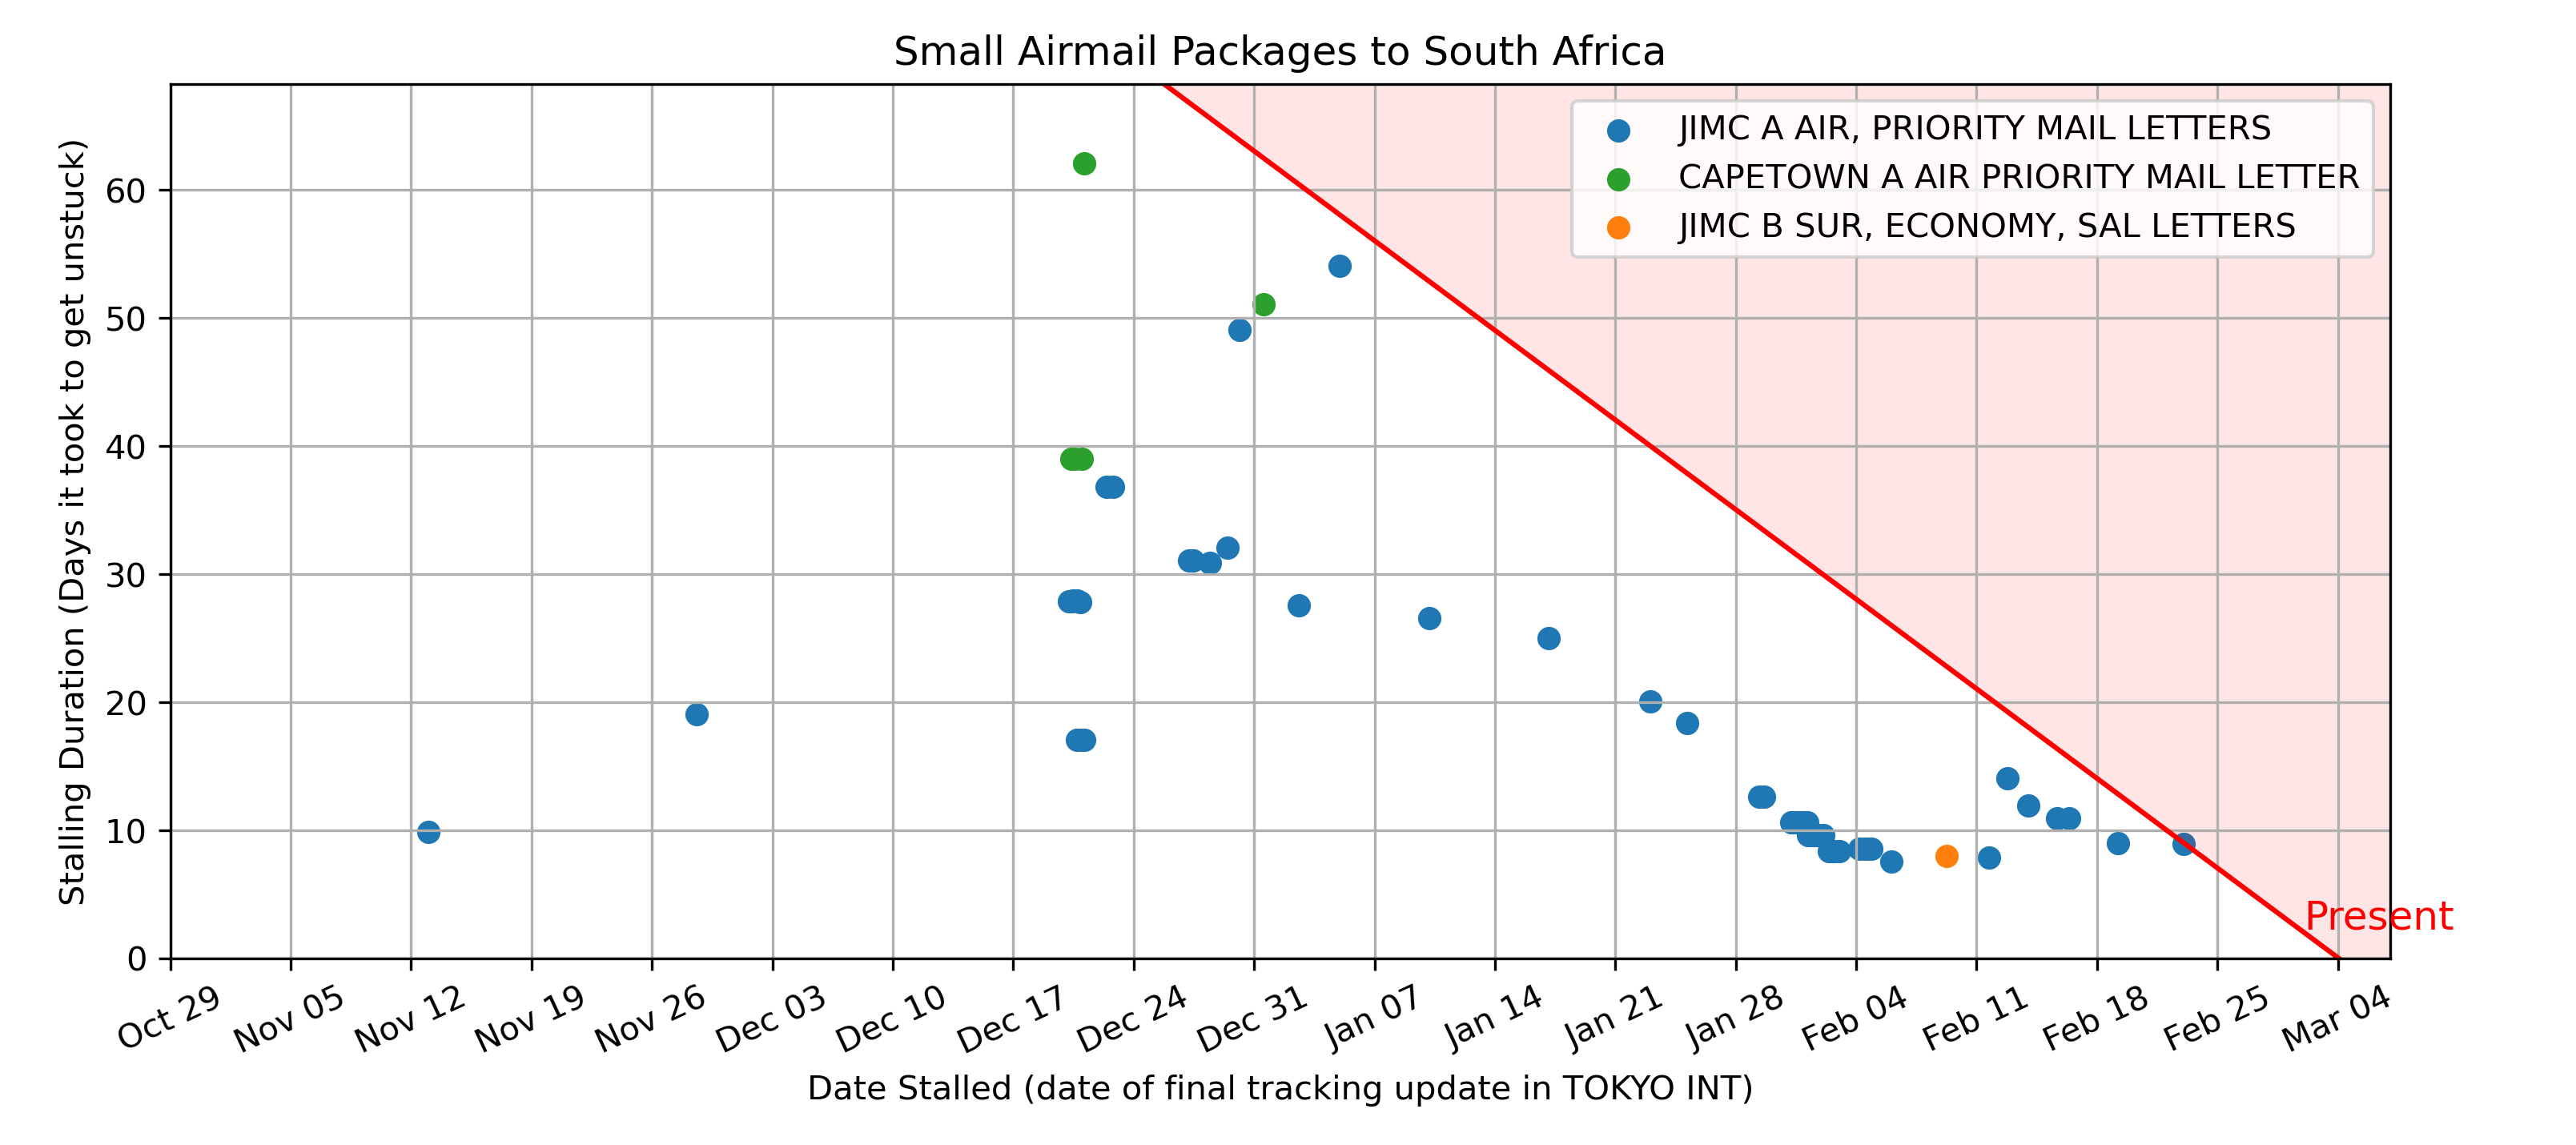 Small Airmail Packages to South Africa
JIMC A AIR, PRIORITY MAIL LETTERS
CAPETOWN A AIR PRIORITY MAIL LETTER
JIMC B SUR, ECONOMY, SAL LETTERS
Stalling Duration (Days it took to get unstuck)
60
50
40
30
20
10
0
Present
Oct 29
Nov 05
Nov 12
Nov 19
Nov 26
Dec 03
Dec 10
Dec 17
Dec 24
Dec 31
Jan 07
Jan 14
Jan 21
Jan 28
Feb 04
Feb 11
Feb 18
Feb 25
Mar 04
Date Stalled (date of final tracking update in TOKYO INT)